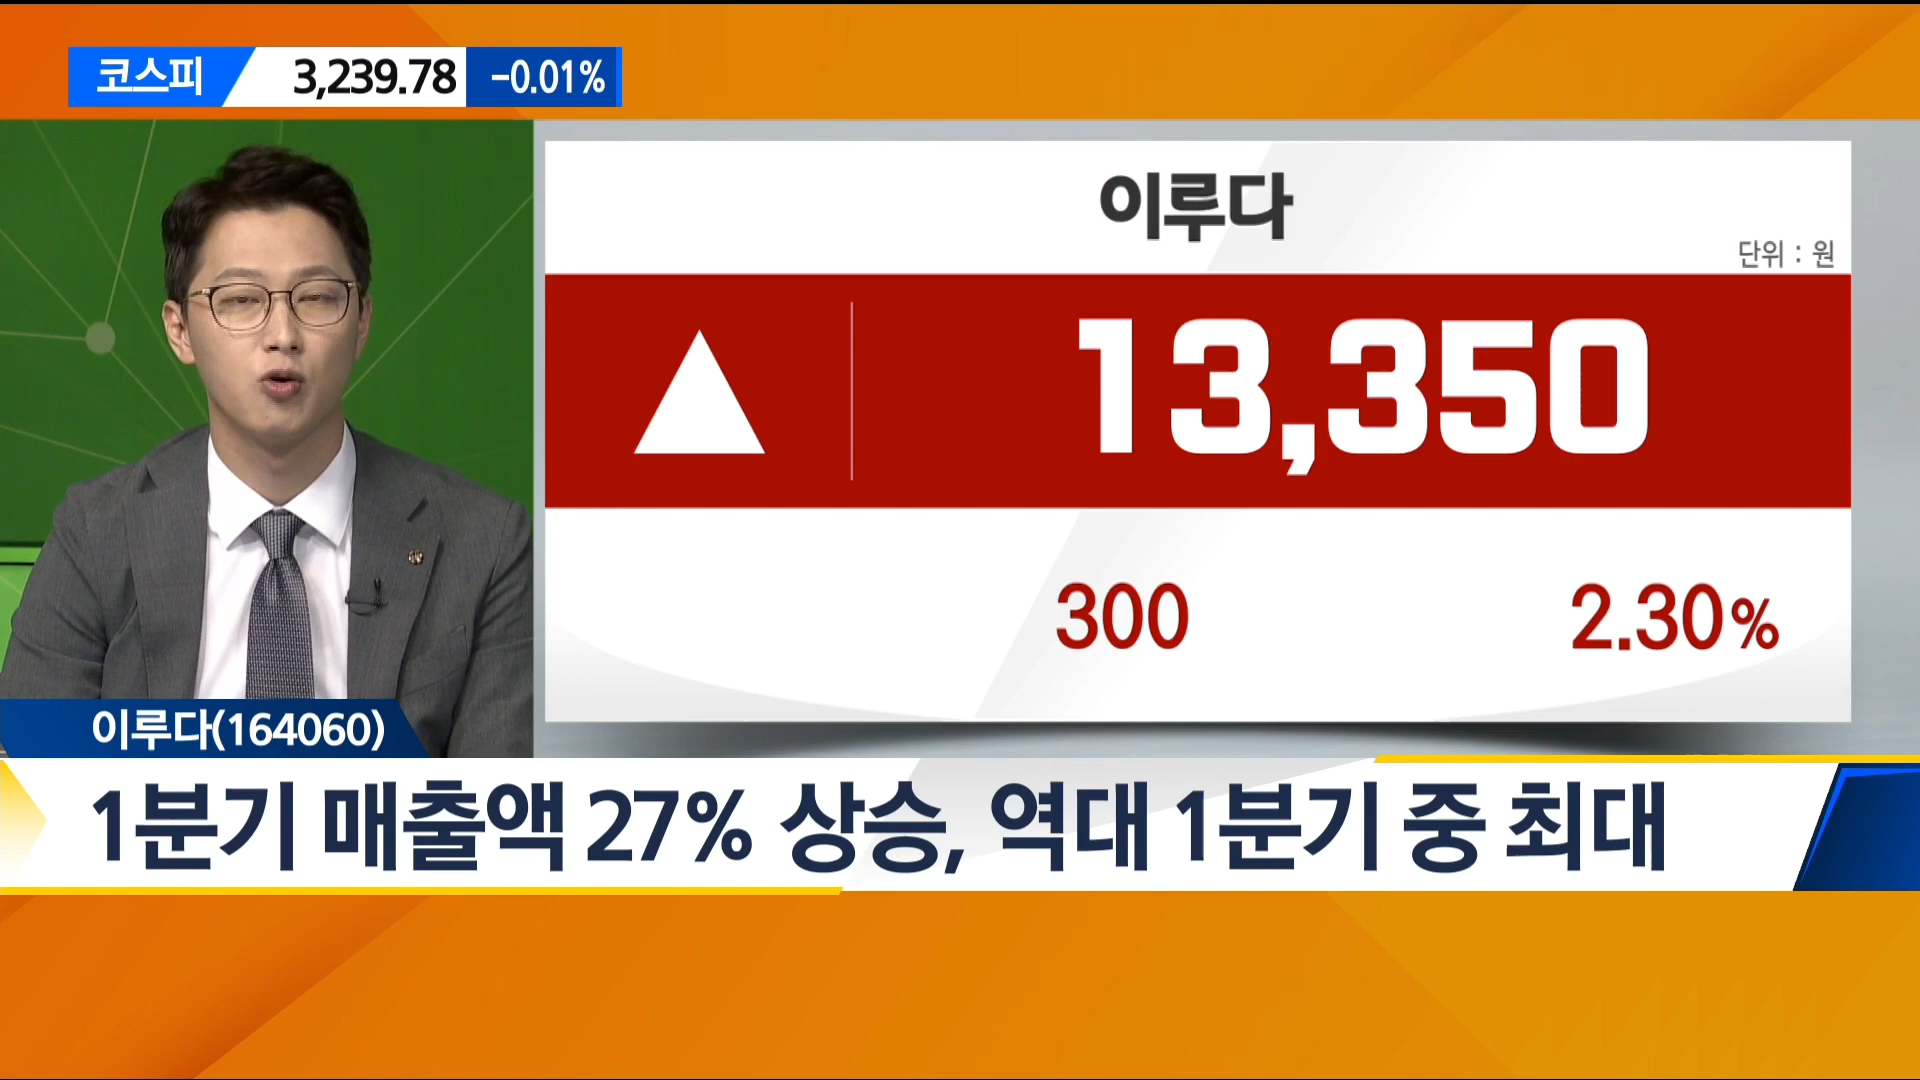 코스피 3,239.78 -0.01%
이루다
단위 : 원
▲ 13,350
300 2.30%
이루다(164060)
1분기 매출액 27% 상승, 역대 1분기 중 최대